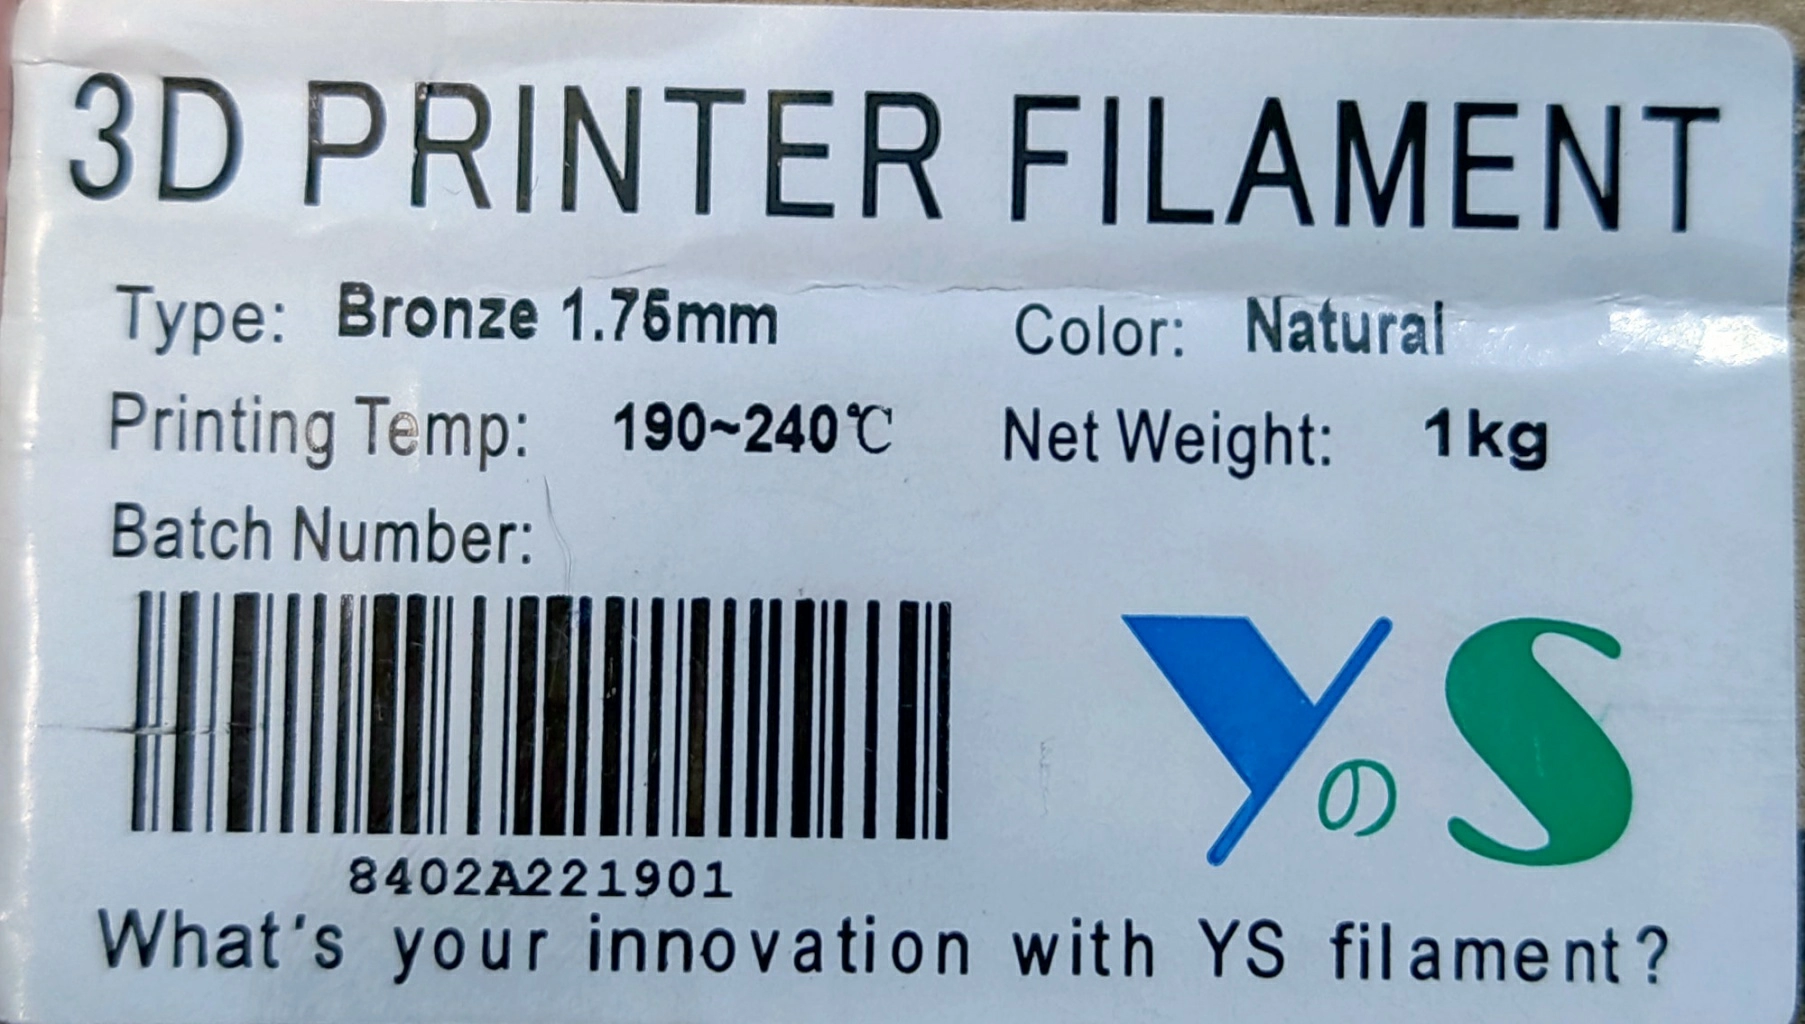 3D PRINTER FILAMENT
Type: Bronze 1.75mm Color: Natural
Printing Temp: 190~240℃ Net Weight: 1kg
Batch Number:
YのS
8402A221901
What's your innovation with YS filament?